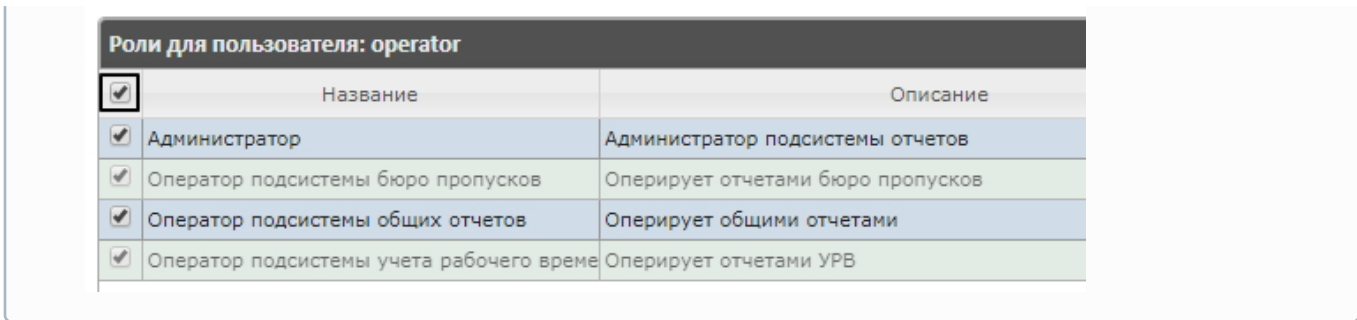 Роли для пользователя: operator
Название Описание
Администратор Администратор подсистемы отчетов
Оператор подсистемы бюро пропусков Оперирует отчетами бюро пропусков
Оператор подсистемы общих отчетов Оперирует общими отчетами
Оператор подсистемы учета рабочего време Оперирует отчетами УРВ